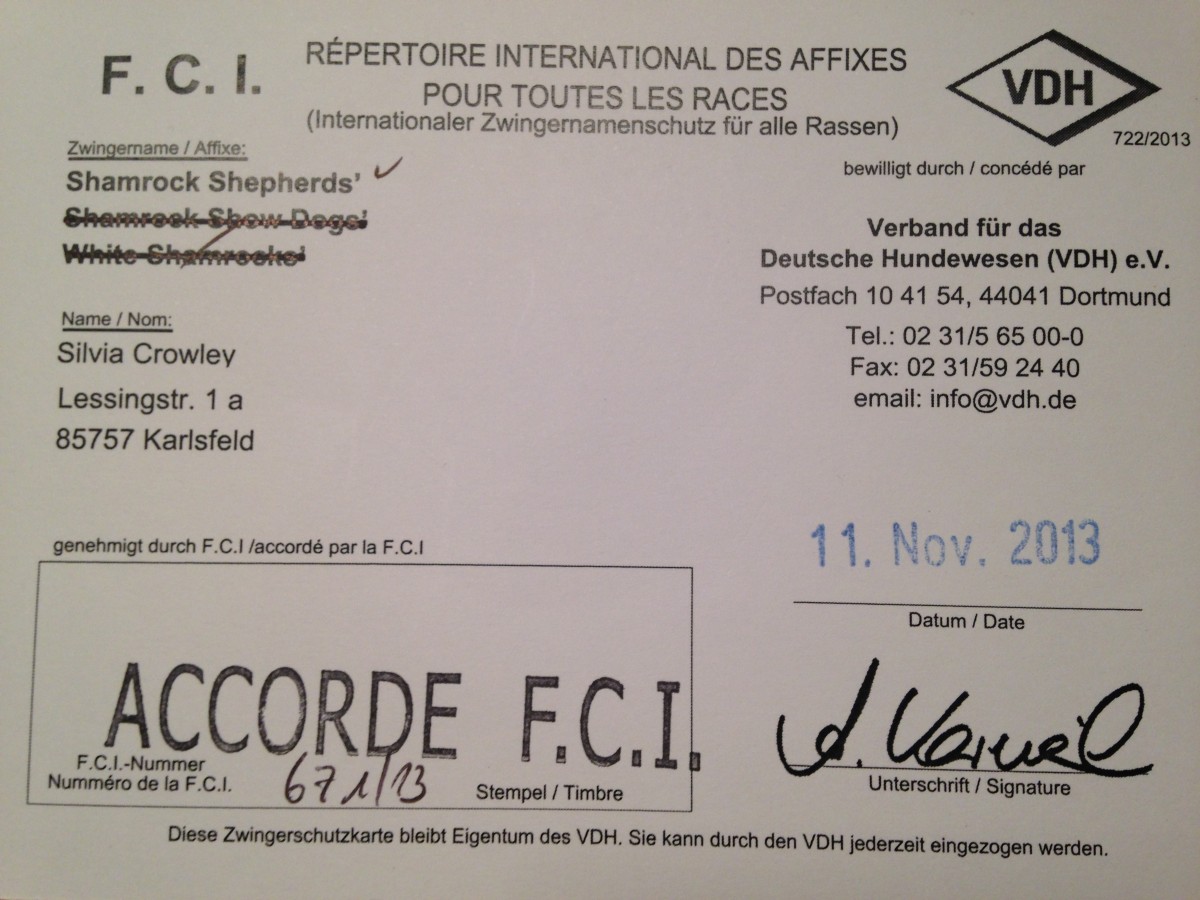 F. C. I.
RÉPERTOIRE INTERNATIONAL DES AFFIXES
POUR TOUTES LES RACES
(Internationaler Zwingernamenschutz für alle Rassen)
VDH
722/2013
Zwingername / Affixe:
Shamrock Shepherds'
Shamrock Show Dogs'
White Shamrocks'
bewilligt durch / concédé par
Verband für das
Deutsche Hundewesen (VDH) e.V.
Postfach 10 41 54, 44041 Dortmund
Tel.: 02 31/5 65 00-0
Fax: 02 31/59 24 40
email: info@vdh.de
Name / Nom:
Silvia Crowley
Lessingstr. 1 a
85757 Karlsfeld
genehmigt durch F.C.I /accordé par la F.C.I
ACCORDE F.C.I.
F.C.I.-Nummer
Numméro de la F.C.I.
671/13
Stempel / Timbre
11. Nov. 2013
Datum / Date
Unterschrift / Signature
Diese Zwingerschutzkarte bleibt Eigentum des VDH. Sie kann durch den VDH jederzeit eingezogen werden.